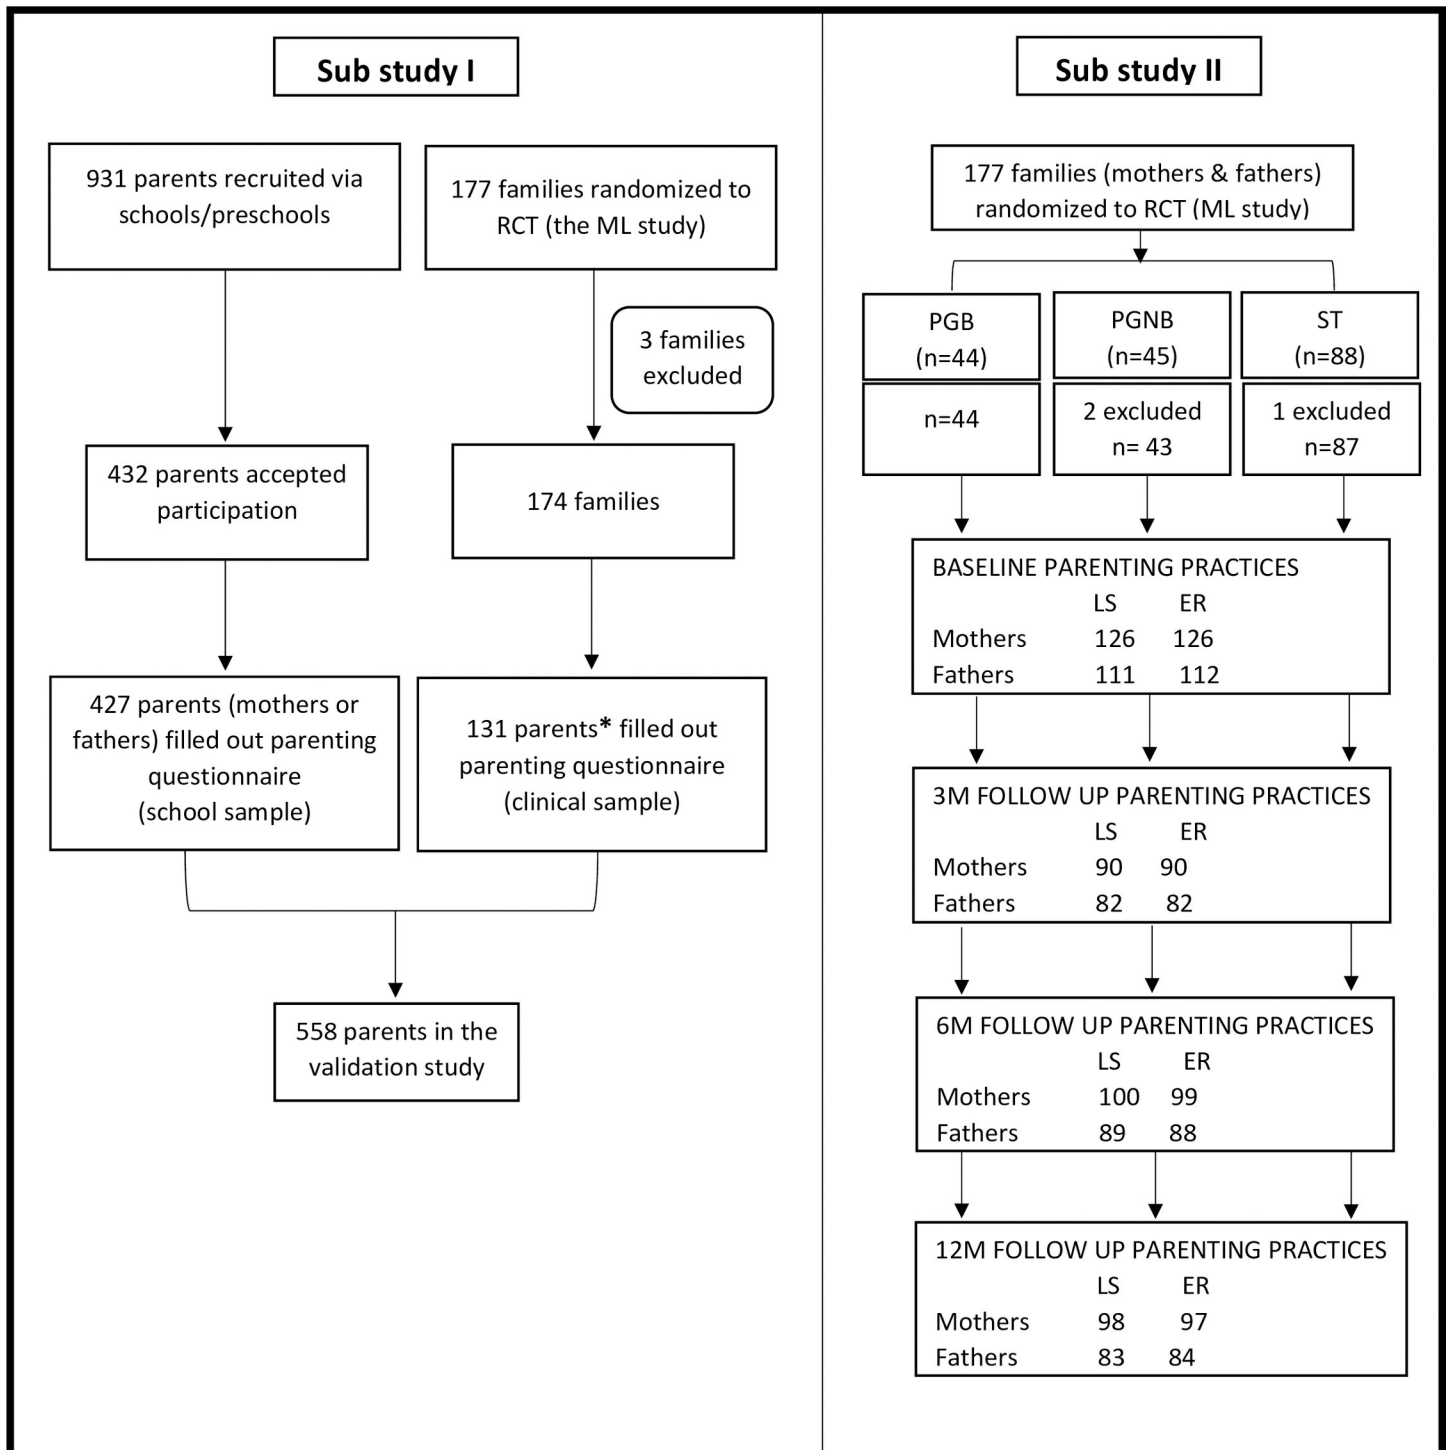 Sub study I
931 parents recruited via
schools/preschools
177 families randomized to
RCT (the ML study)
3 families
excluded
432 parents accepted
participation
174 families
427 parents (mothers or
fathers) filled out parenting
questionnaire
(school sample)
131 parents* filled out
parenting questionnaire
(clinical sample)
558 parents in the
validation study
Sub study II
177 families (mothers & fathers)
randomized to RCT (ML study)
PGB
(n=44)
PGNB
(n=45)
ST
(n=88)
n=44
2 excluded
n= 43
1 excluded
n=87
BASELINE PARENTING PRACTICES
LS ER
Mothers 126 126
Fathers 111 112
3M FOLLOW UP PARENTING PRACTICES
LS ER
Mothers 90 90
Fathers 82 82
6M FOLLOW UP PARENTING PRACTICES
LS ER
Mothers 100 99
Fathers 89 88
12M FOLLOW UP PARENTING PRACTICES
LS ER
Mothers 98 97
Fathers 83 84